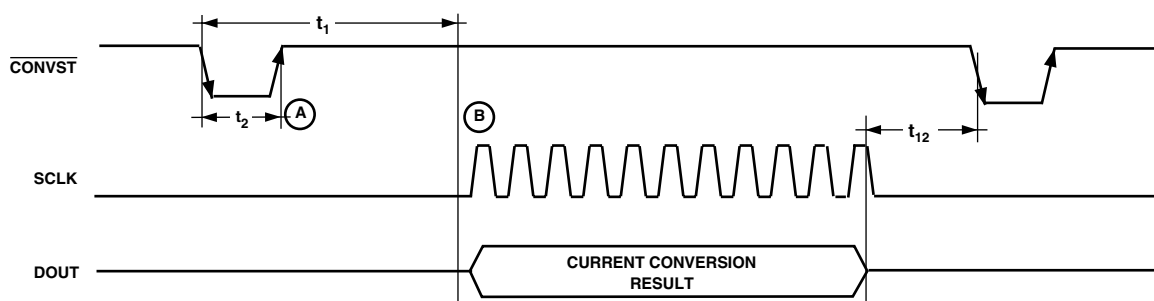 t1
CONVST
t2
A
B
t12
SCLK
DOUT
CURRENT CONVERSION
RESULT